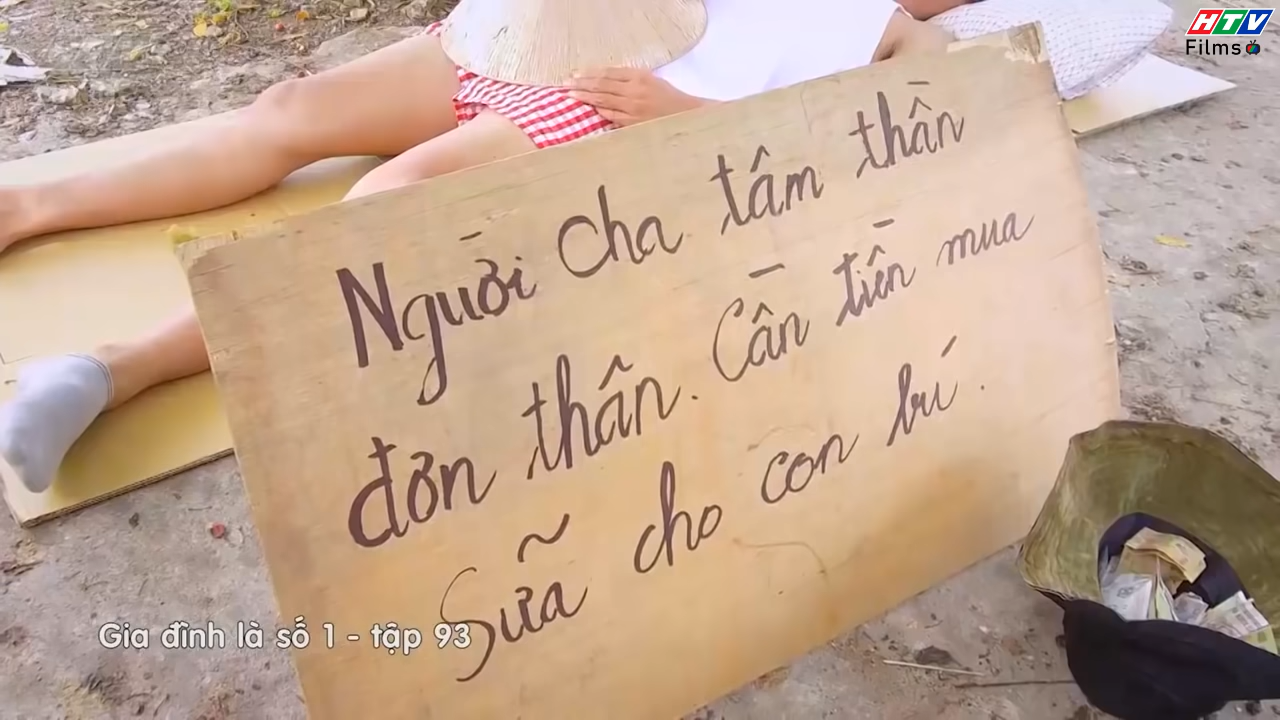 HTV
Films
Người cha tâm thần
đơn thân. Cần tiền mua
Sữa cho con bú.
Gia đình là số 1 - tập 93